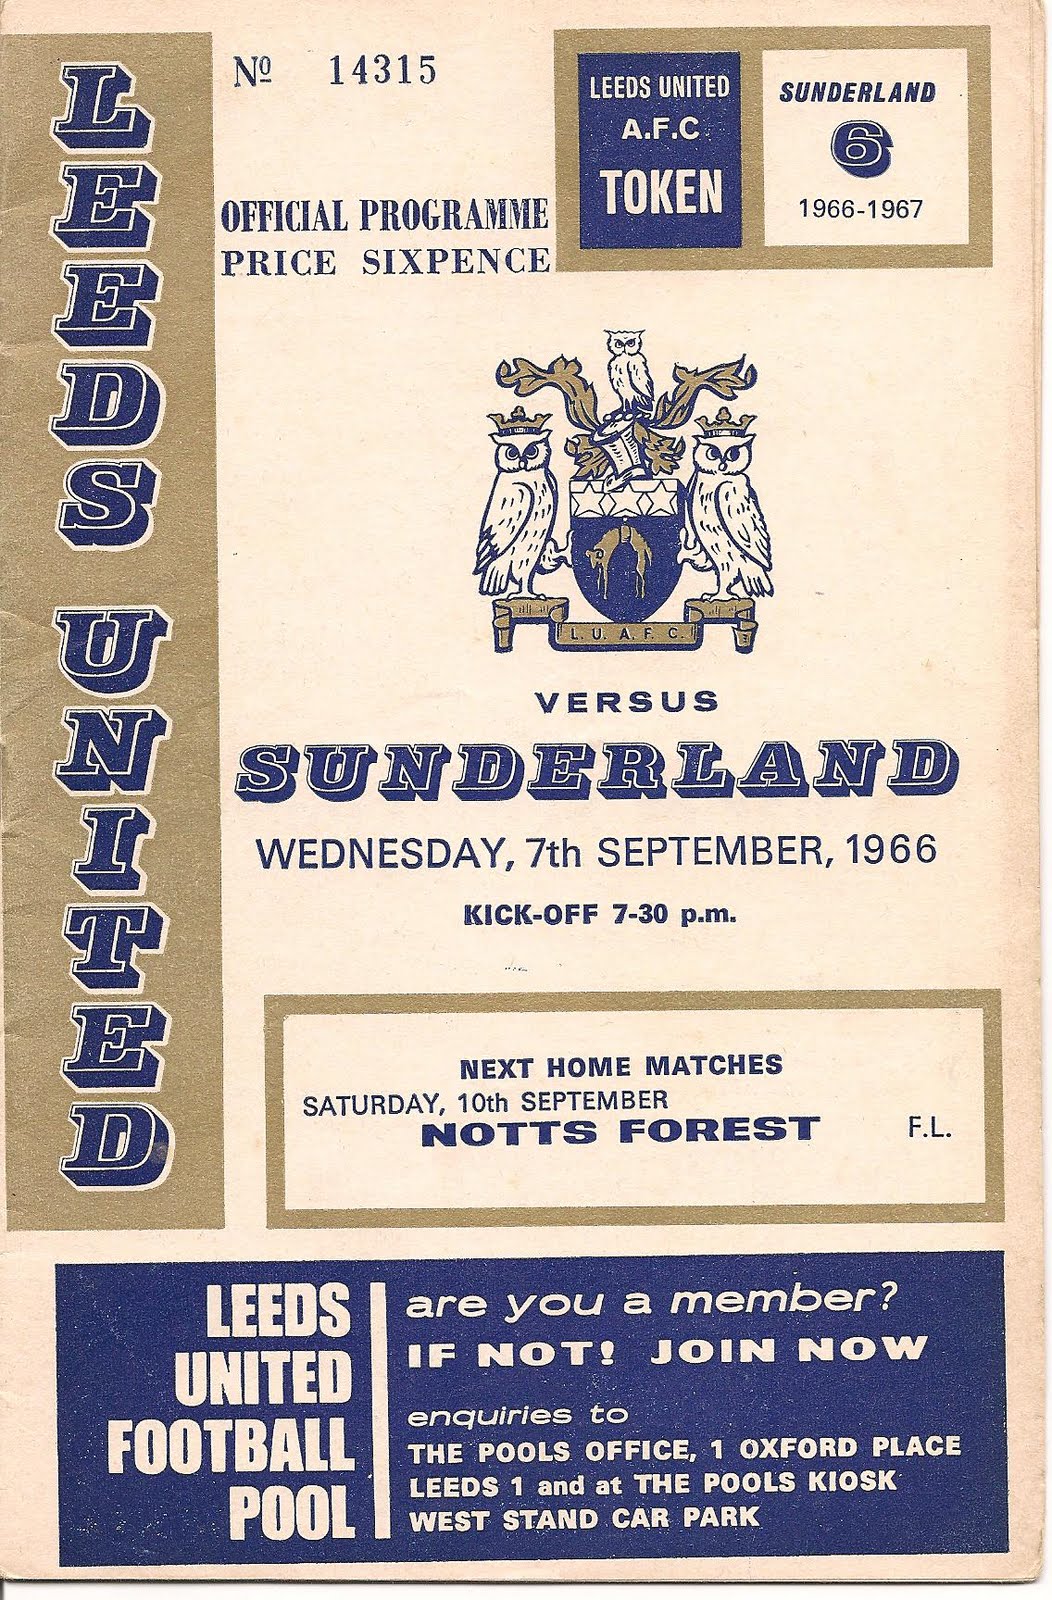 LEEDS UNITED
Nº 14315
OFFICIAL PROGRAMME
PRICE SIXPENCE
LEEDS UNITED
A.F.C
TOKEN
SUNDERLAND
6
1966-1967
L. U. A. F. C.
VERSUS
SUNDERLAND
WEDNESDAY, 7th SEPTEMBER, 1966
KICK-OFF 7-30 p.m.
NEXT HOME MATCHES
SATURDAY, 10th SEPTEMBER
NOTTS FOREST F.L.
LEEDS
UNITED
FOOTBALL
POOL
are you a member?
IF NOT! JOIN NOW
enquiries to
THE POOLS OFFICE, 1 OXFORD PLACE
LEEDS 1 and at THE POOLS KIOSK
WEST STAND CAR PARK